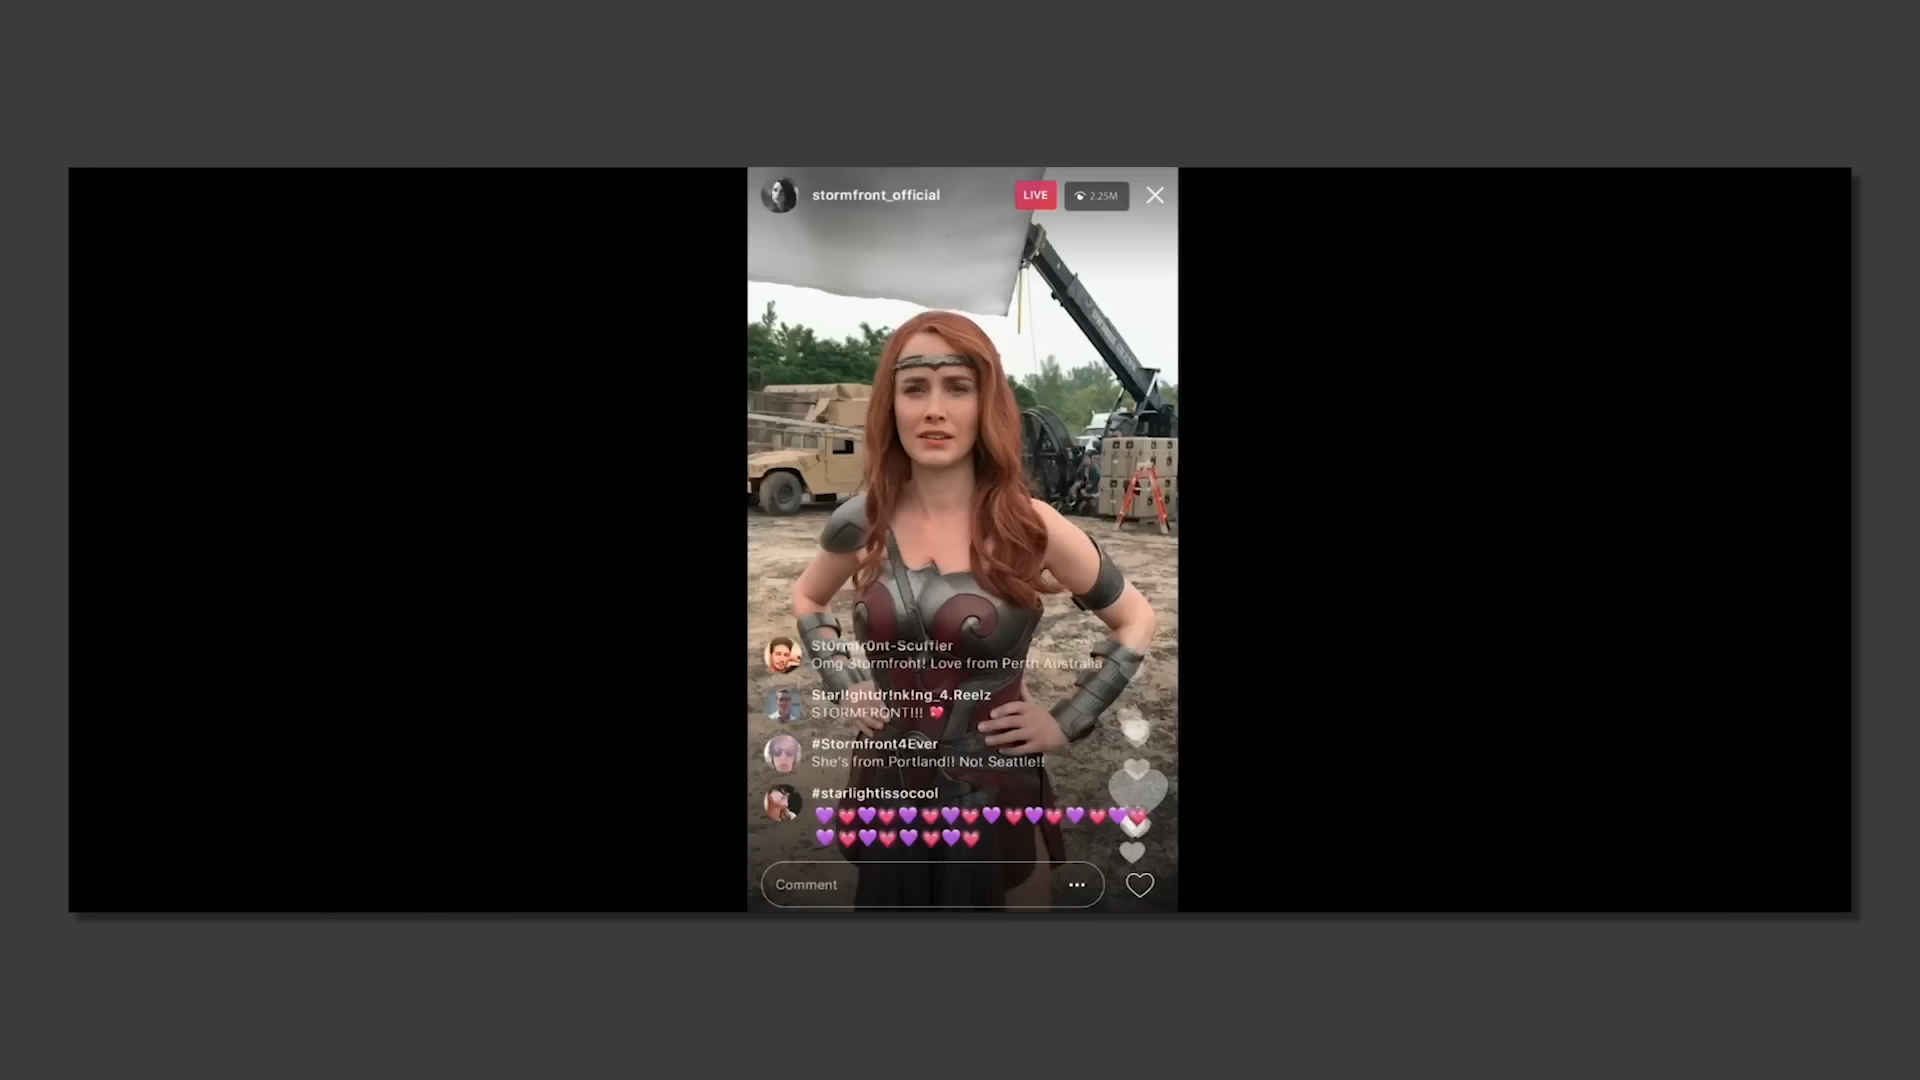 stormfront_official
LIVE
2.25M
St0rmfr0nt-Scuffler
Omg Stormfront! Love from Perth Australia
Starl!ghtdr!nk!ng_4.Reelz
STORMFRONT!!! 💖
#Stormfront4Ever
She's from Portland!! Not Seattle!!
#starlightissocool
💜💗💜💗💜💗💜💗💜💗💜💗💜💗💜💗
💜💗💜💗💜💗💜💗
Comment